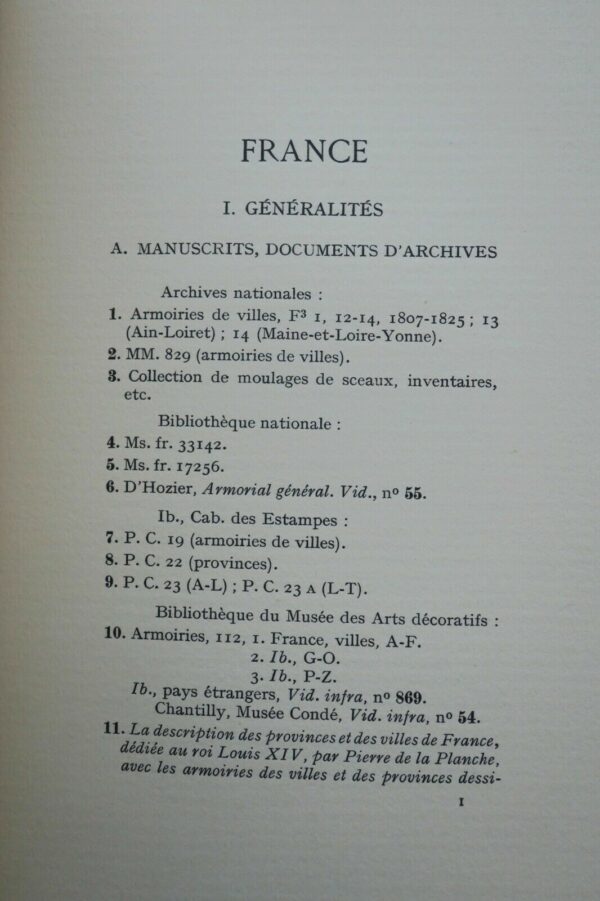 FRANCE
I. GÉNÉRALITÉS
A. MANUSCRITS, DOCUMENTS D'ARCHIVES
Archives nationales :
1. Armoiries de villes, F³ 1, 12-14, 1807-1825 ; 13
(Ain-Loiret) ; 14 (Maine-et-Loire-Yonne).
2. MM. 829 (armoiries de villes).
3. Collection de moulages de sceaux, inventaires,
etc.
Bibliothèque nationale :
4. Ms. fr. 33142.
5. Ms. fr. 17256.
6. D'Hozier, Armorial général. Vid., nº 55.
Ib., Cab. des Estampes :
7. P. C. 19 (armoiries de villes).
8. P. C. 22 (provinces).
9. P. C. 23 (A-L) ; P. C. 23 A (L-T).
Bibliothèque du Musée des Arts décoratifs :
10. Armoiries, 112, 1. France, villes, A-F.
2. Ib., G-O.
3. Ib., P-Z.
Ib., pays étrangers, Vid. infra, nº 869.
Chantilly, Musée Condé, Vid. infra, nº 54.
11. La description des provinces et des villes de France,
dédiée au roi Louis XIV, par Pierre de la Planche,
avec les armoiries des villes et des provinces dessi-
1